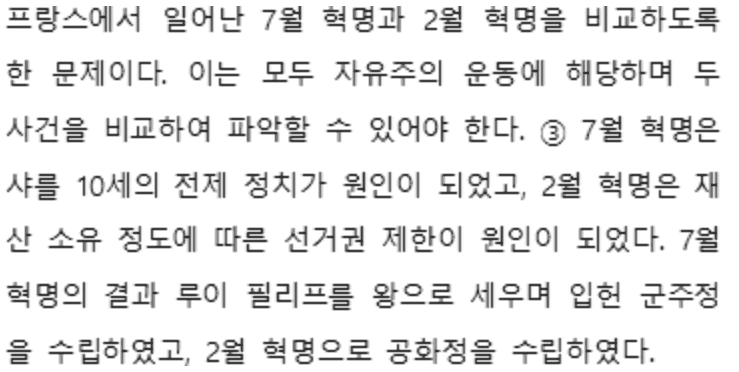 프랑스에서 일어난 7월 혁명과 2월 혁명을 비교하도록
한 문제이다. 이는 모두 자유주의 운동에 해당하며 두
사건을 비교하여 파악할 수 있어야 한다. ③ 7월 혁명은
샤를 10세의 전제 정치가 원인이 되었고, 2월 혁명은 재
산 소유 정도에 따른 선거권 제한이 원인이 되었다. 7월
혁명의 결과 루이 필리프를 왕으로 세우며 입헌 군주정
을 수립하였고, 2월 혁명으로 공화정을 수립하였다.